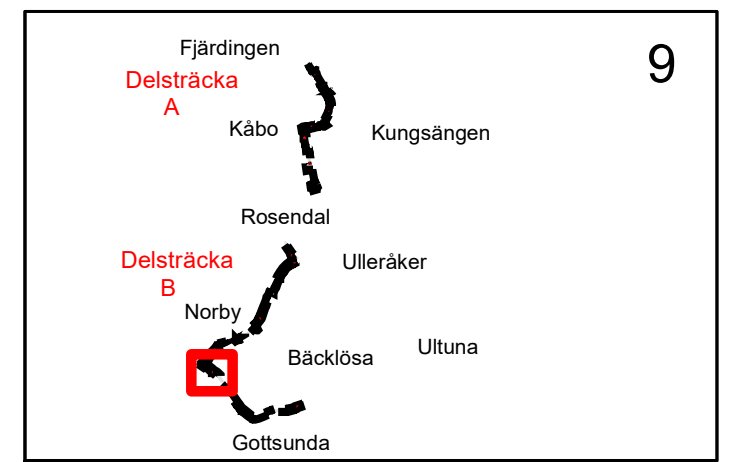 Fjärdingen
9
Delsträcka
A
Kåbo
Kungsängen
Rosendal
Delsträcka
B
Ulleråker
Norby
Ultuna
Bäcklösa
Gottsunda